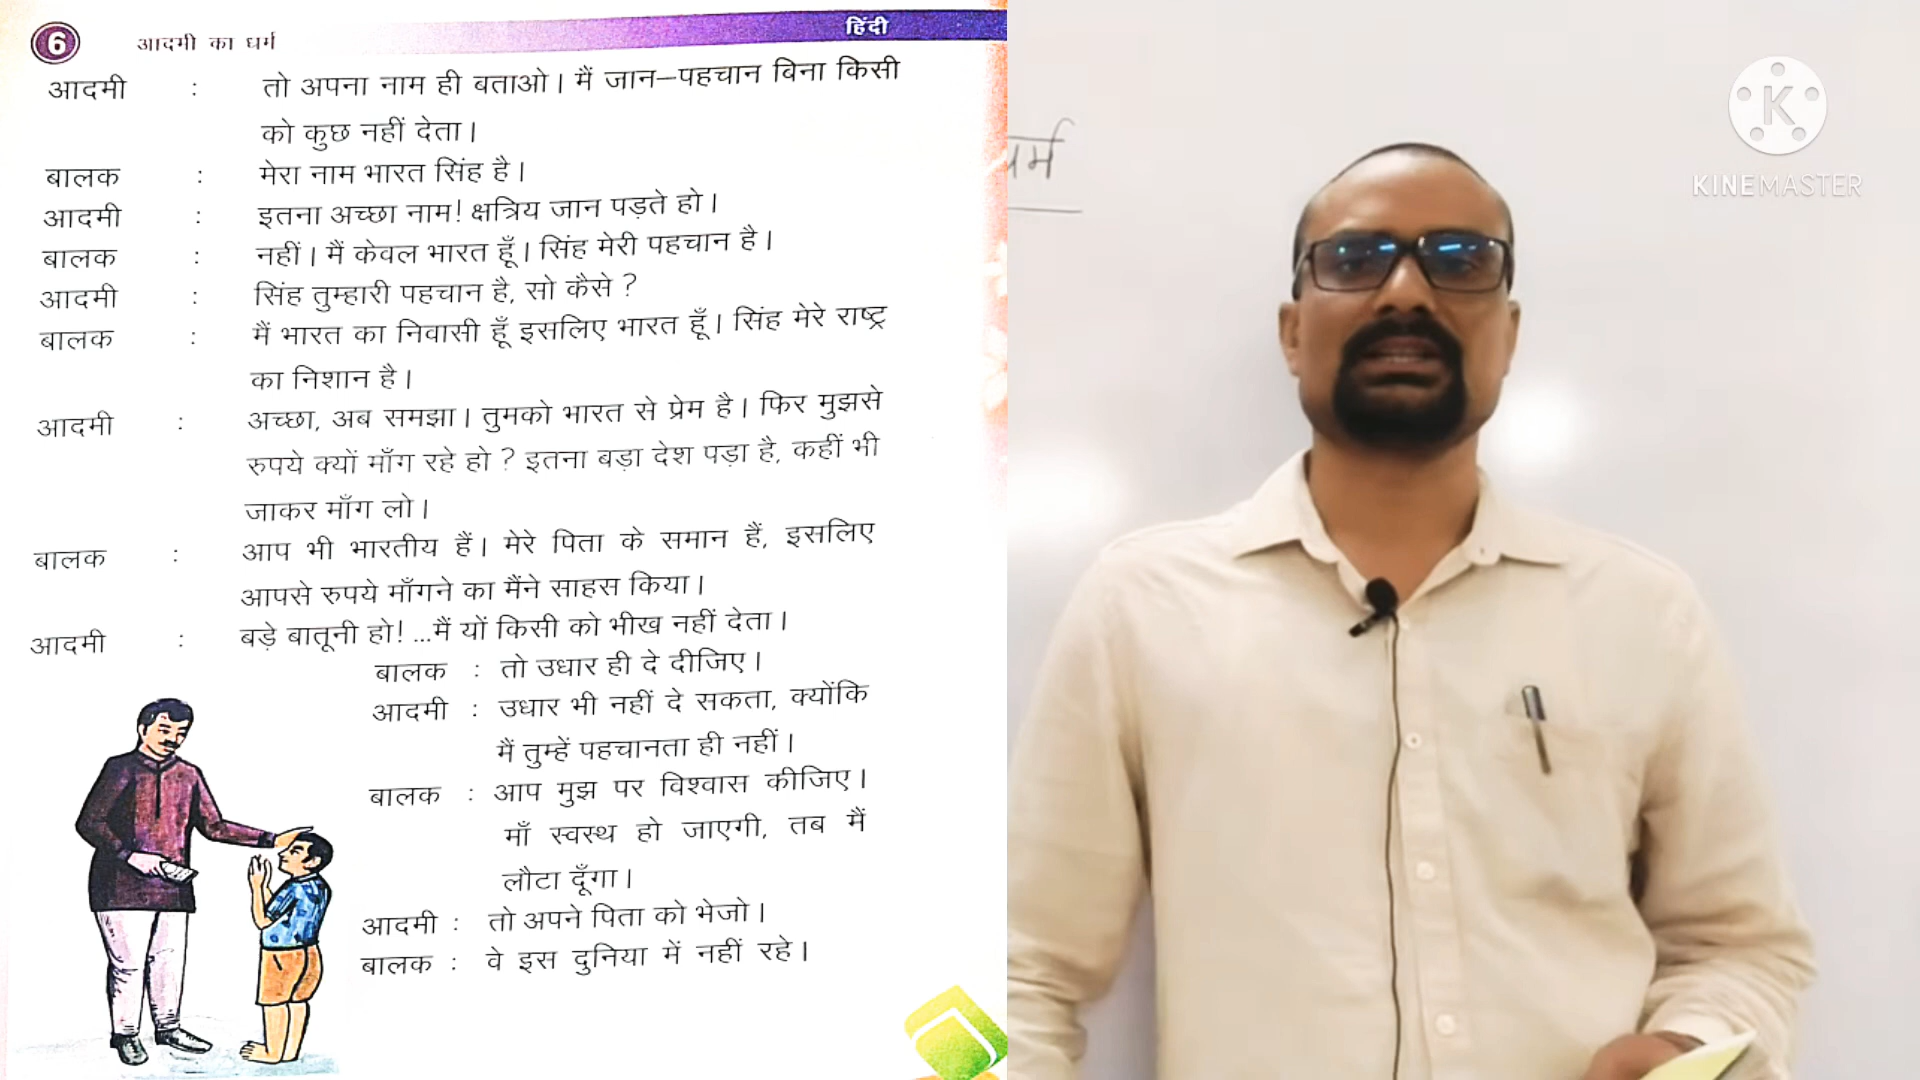 6 आदमी का धर्म
हिंदी
आदमी : तो अपना नाम ही बताओ। मैं जान–पहचान बिना किसी
को कुछ नहीं देता।
बालक : मेरा नाम भारत सिंह है।
आदमी : इतना अच्छा नाम! क्षत्रिय जान पड़ते हो।
बालक : नहीं। मैं केवल भारत हूँ। सिंह मेरी पहचान है।
आदमी : सिंह तुम्हारी पहचान है, सो कैसे ?
बालक : मैं भारत का निवासी हूँ इसलिए भारत हूँ। सिंह मेरे राष्ट्र
का निशान है।
आदमी : अच्छा, अब समझा। तुमको भारत से प्रेम है। फिर मुझसे
रुपये क्यों माँग रहे हो ? इतना बड़ा देश पड़ा है, कहीं भी
जाकर माँग लो।
बालक : आप भी भारतीय हैं। मेरे पिता के समान हैं, इसलिए
आपसे रुपये माँगने का मैंने साहस किया।
आदमी : बड़े बातूनी हो! ...मैं यों किसी को भीख नहीं देता।
बालक : तो उधार ही दे दीजिए।
आदमी : उधार भी नहीं दे सकता, क्योंकि
मैं तुम्हें पहचानता ही नहीं।
बालक : आप मुझ पर विश्वास कीजिए।
माँ स्वस्थ हो जाएगी, तब मैं
लौटा दूँगा।
आदमी : तो अपने पिता को भेजो।
बालक : वे इस दुनिया में नहीं रहे।
K
KINEMASTER